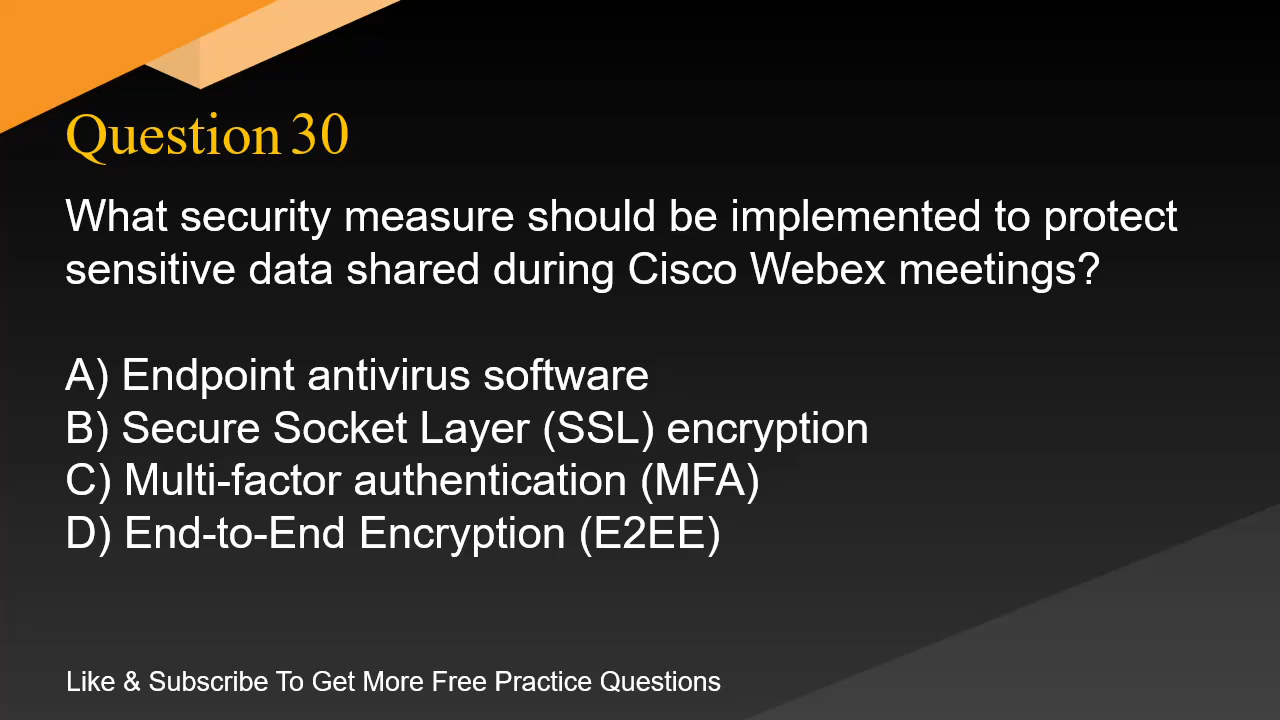 Question 30
What security measure should be implemented to protect
sensitive data shared during Cisco Webex meetings?
A) Endpoint antivirus software
B) Secure Socket Layer (SSL) encryption
C) Multi-factor authentication (MFA)
D) End-to-End Encryption (E2EE)
Like & Subscribe To Get More Free Practice Questions